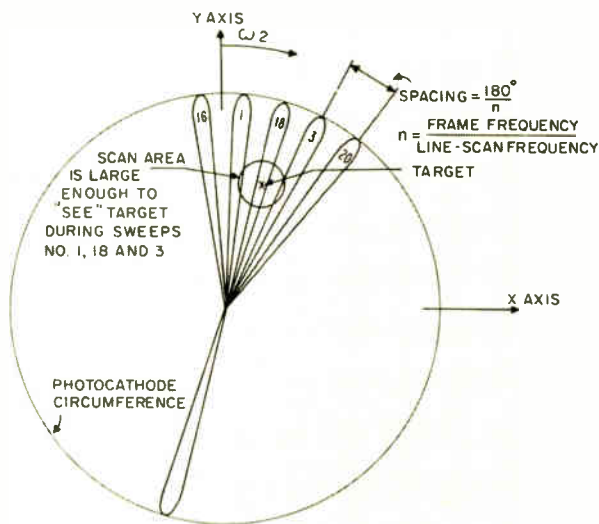 Y AXIS
ω2
SPACING = 180°
n
n = FRAME FREQUENCY
LINE-SCAN FREQUENCY
16
1
18
3
20
SCAN AREA
IS LARGE
ENOUGH TO
"SEE" TARGET
DURING SWEEPS
NO. 1, 18 AND 3
TARGET
X
X AXIS
PHOTOCATHODE
CIRCUMFERENCE